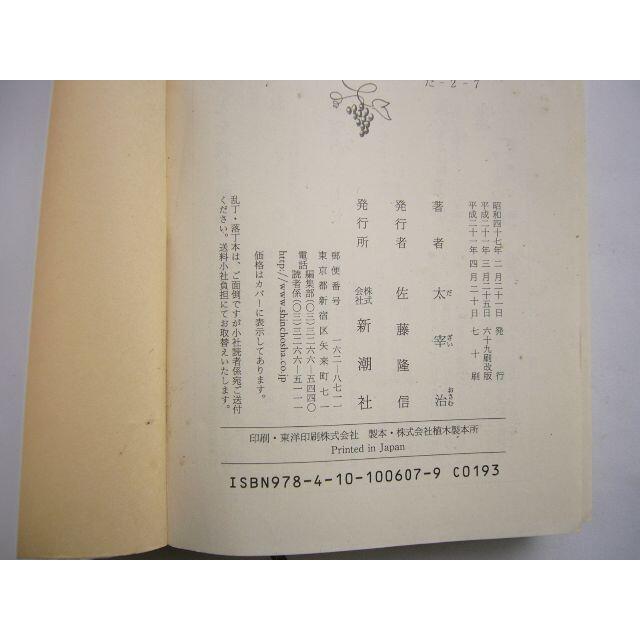 た-2-7
昭和四十七年 二月二十一日 発行
平成二十一年 三月二十五日 六十九刷改版
平成二十一年 四月二十日 七十刷
著者 太宰治
だざいおさむ
発行者 佐藤隆信
発行所 株式会社 新潮社
郵便番号 一六二-八七一一
東京都新宿区矢来町七一
電話 編集部(〇三)三二六六-五四四〇
読者係(〇三)三二六六-五一一一
http://www.shinchosha.co.jp
価格はカバーに表示してあります。
乱丁・落丁本は、ご面倒ですが小社読者係宛ご送付
ください。送料小社負担にてお取替えいたします。
印刷・東洋印刷株式会社 製本・株式会社植木製本所
Printed in Japan
ISBN978-4-10-100607-9 C0193